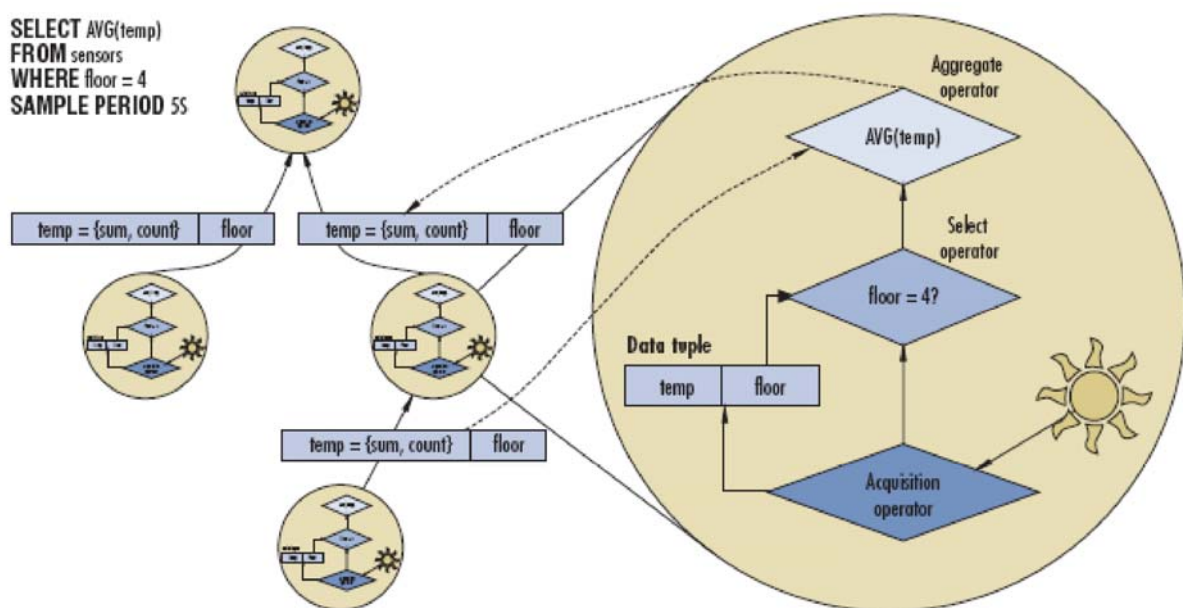 SELECT AVG(temp)
FROM sensors
WHERE floor = 4
SAMPLE PERIOD 5S
Aggregate
operator
AVG(temp)
temp = {sum, count} floor
temp = {sum, count} floor
Select
operator
floor = 4?
Data tuple
temp floor
temp = {sum, count} floor
Acquisition
operator